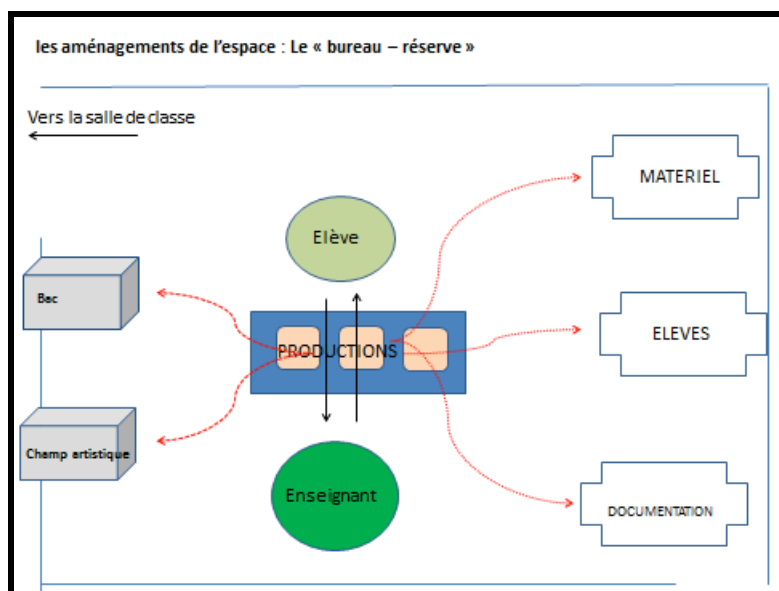 les aménagements de l'espace : Le « bureau – réserve »
Vers la salle de classe
MATERIEL
Elève
Bac
PRODUCTIONS
ELEVES
Champ artistique
Enseignant
DOCUMENTATION